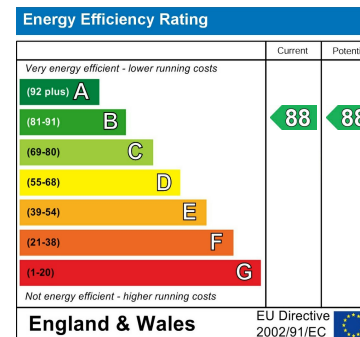 Energy Efficiency Rating
Current Potenti
Very energy efficient - lower running costs
(92 plus) A
(81-91) B 88 88
(69-80) C
(55-68) D
(39-54) E
(21-38) F
(1-20) G
Not energy efficient - higher running costs
England & Wales
EU Directive
2002/91/EC